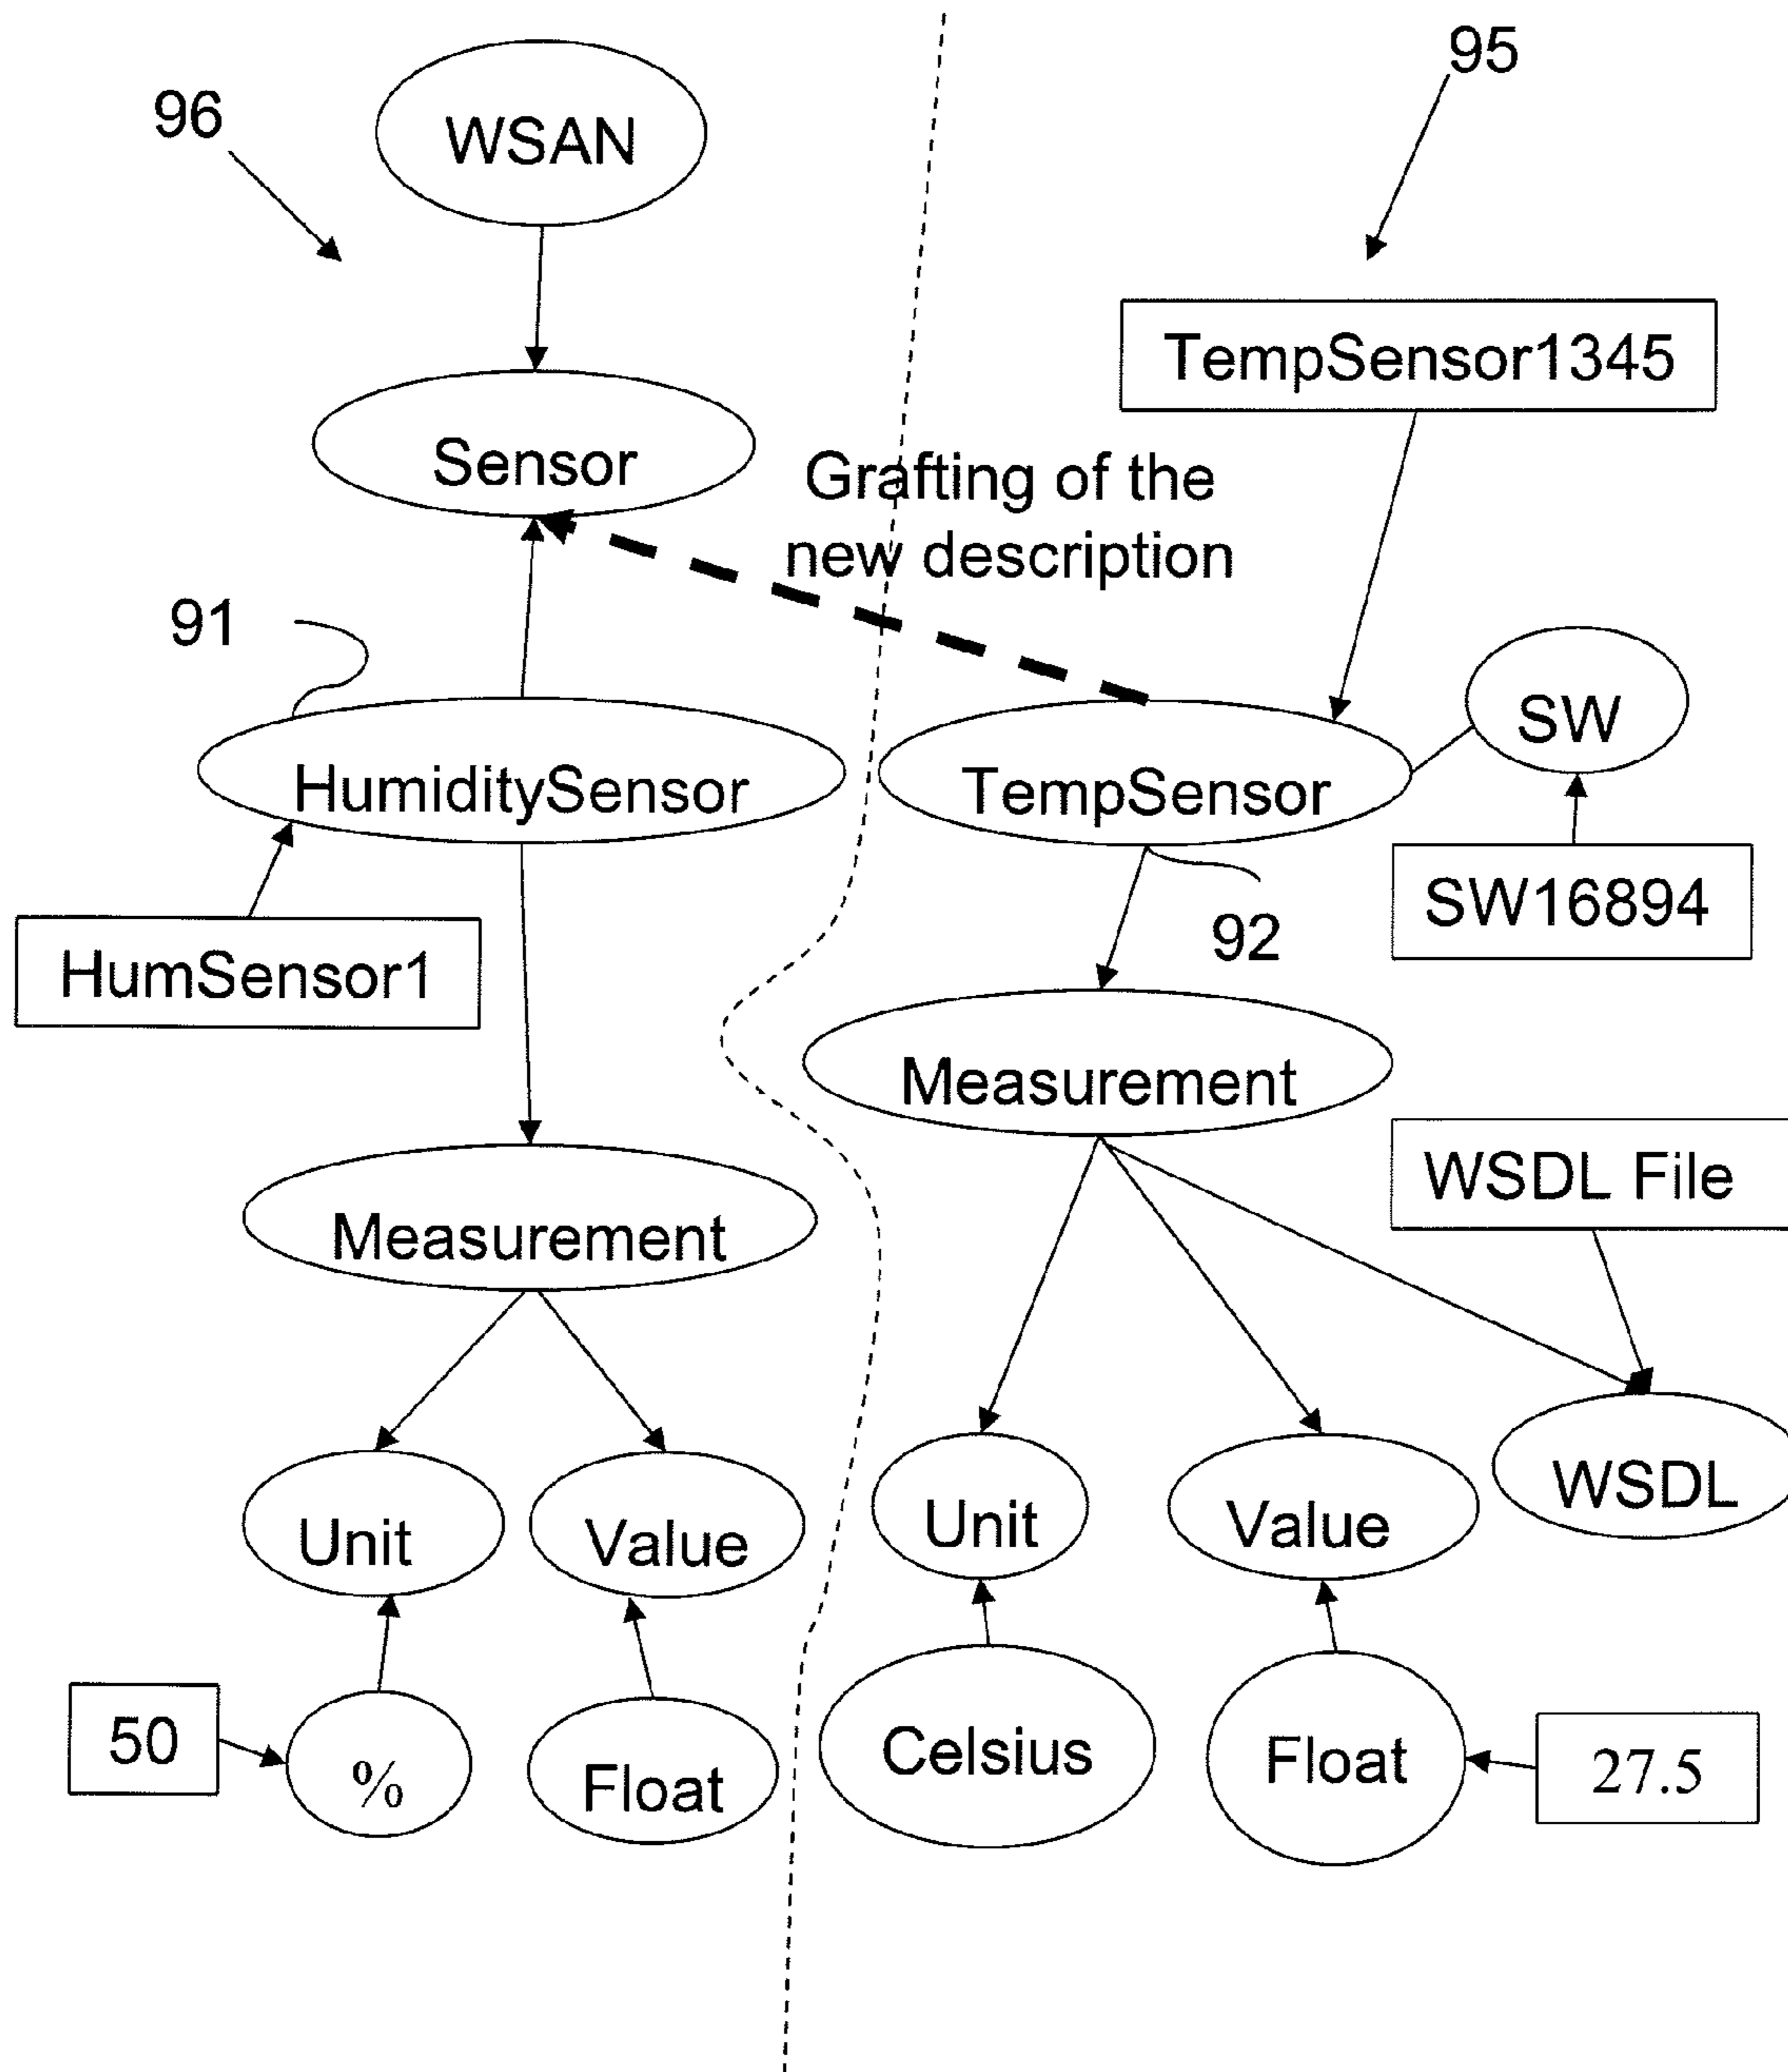 95
96
WSAN
TempSensor1345
Sensor
Grafting of the
new description
91
SW
HumiditySensor
TempSensor
SW16894
92
HumSensor1
Measurement
WSDL File
Measurement
WSDL
Unit
Value
Unit
Value
50
%
Float
Celsius
Float
27.5